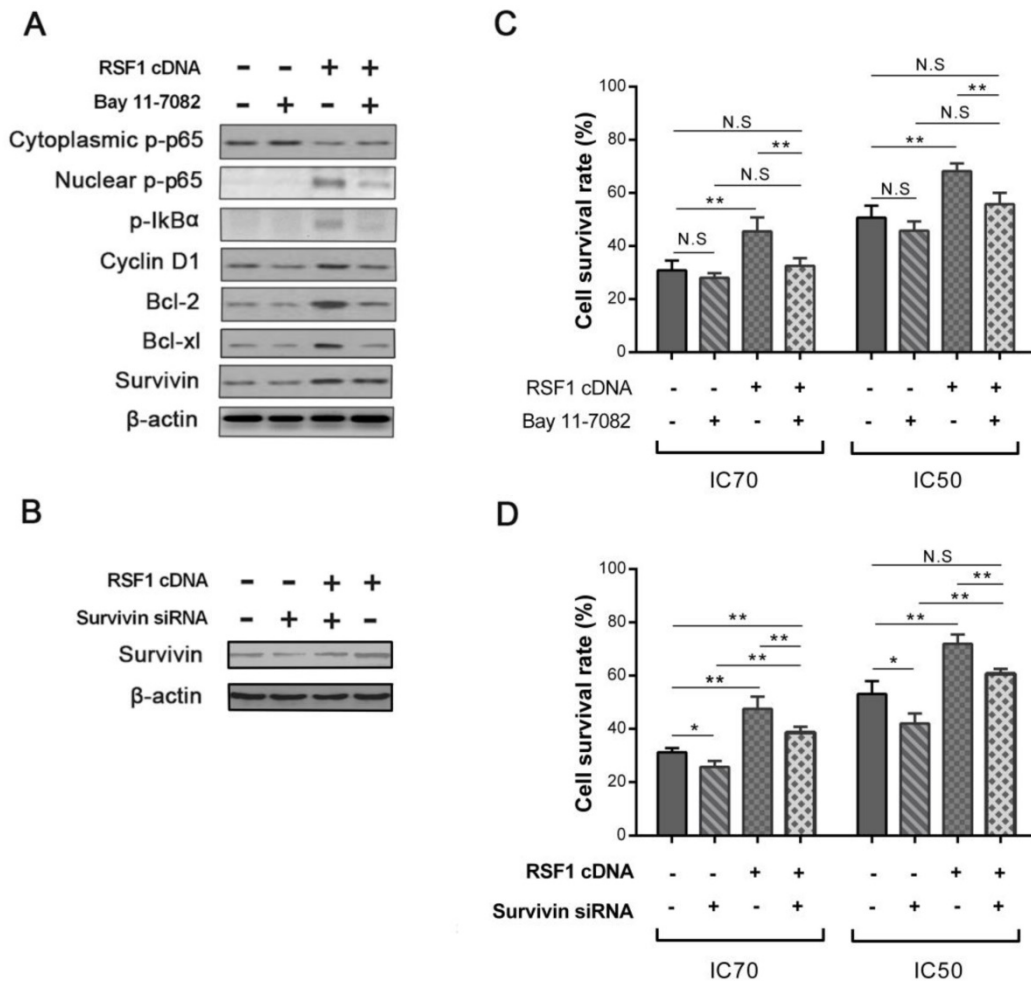 A
RSF1 cDNA - - + +
Bay 11-7082 - + - +
Cytoplasmic p-p65
Nuclear p-p65
p-IkBα
Cyclin D1
Bcl-2
Bcl-xl
Survivin
β-actin
B
RSF1 cDNA - - + +
Survivin siRNA - + + -
Survivin
β-actin
C
Cell survival rate (%)
100
80
60
40
20
0
N.S
**
N.S
**
N.S
N.S
**
N.S
**
N.S
RSF1 cDNA - - + + - - + +
Bay 11-7082 - + - + - + - +
IC70 IC50
D
Cell survival rate (%)
100
80
60
40
20
0
**
**
**
**
*
N.S
**
**
**
*
RSF1 cDNA - - + + - - + +
Survivin siRNA - + - + - + - +
IC70 IC50